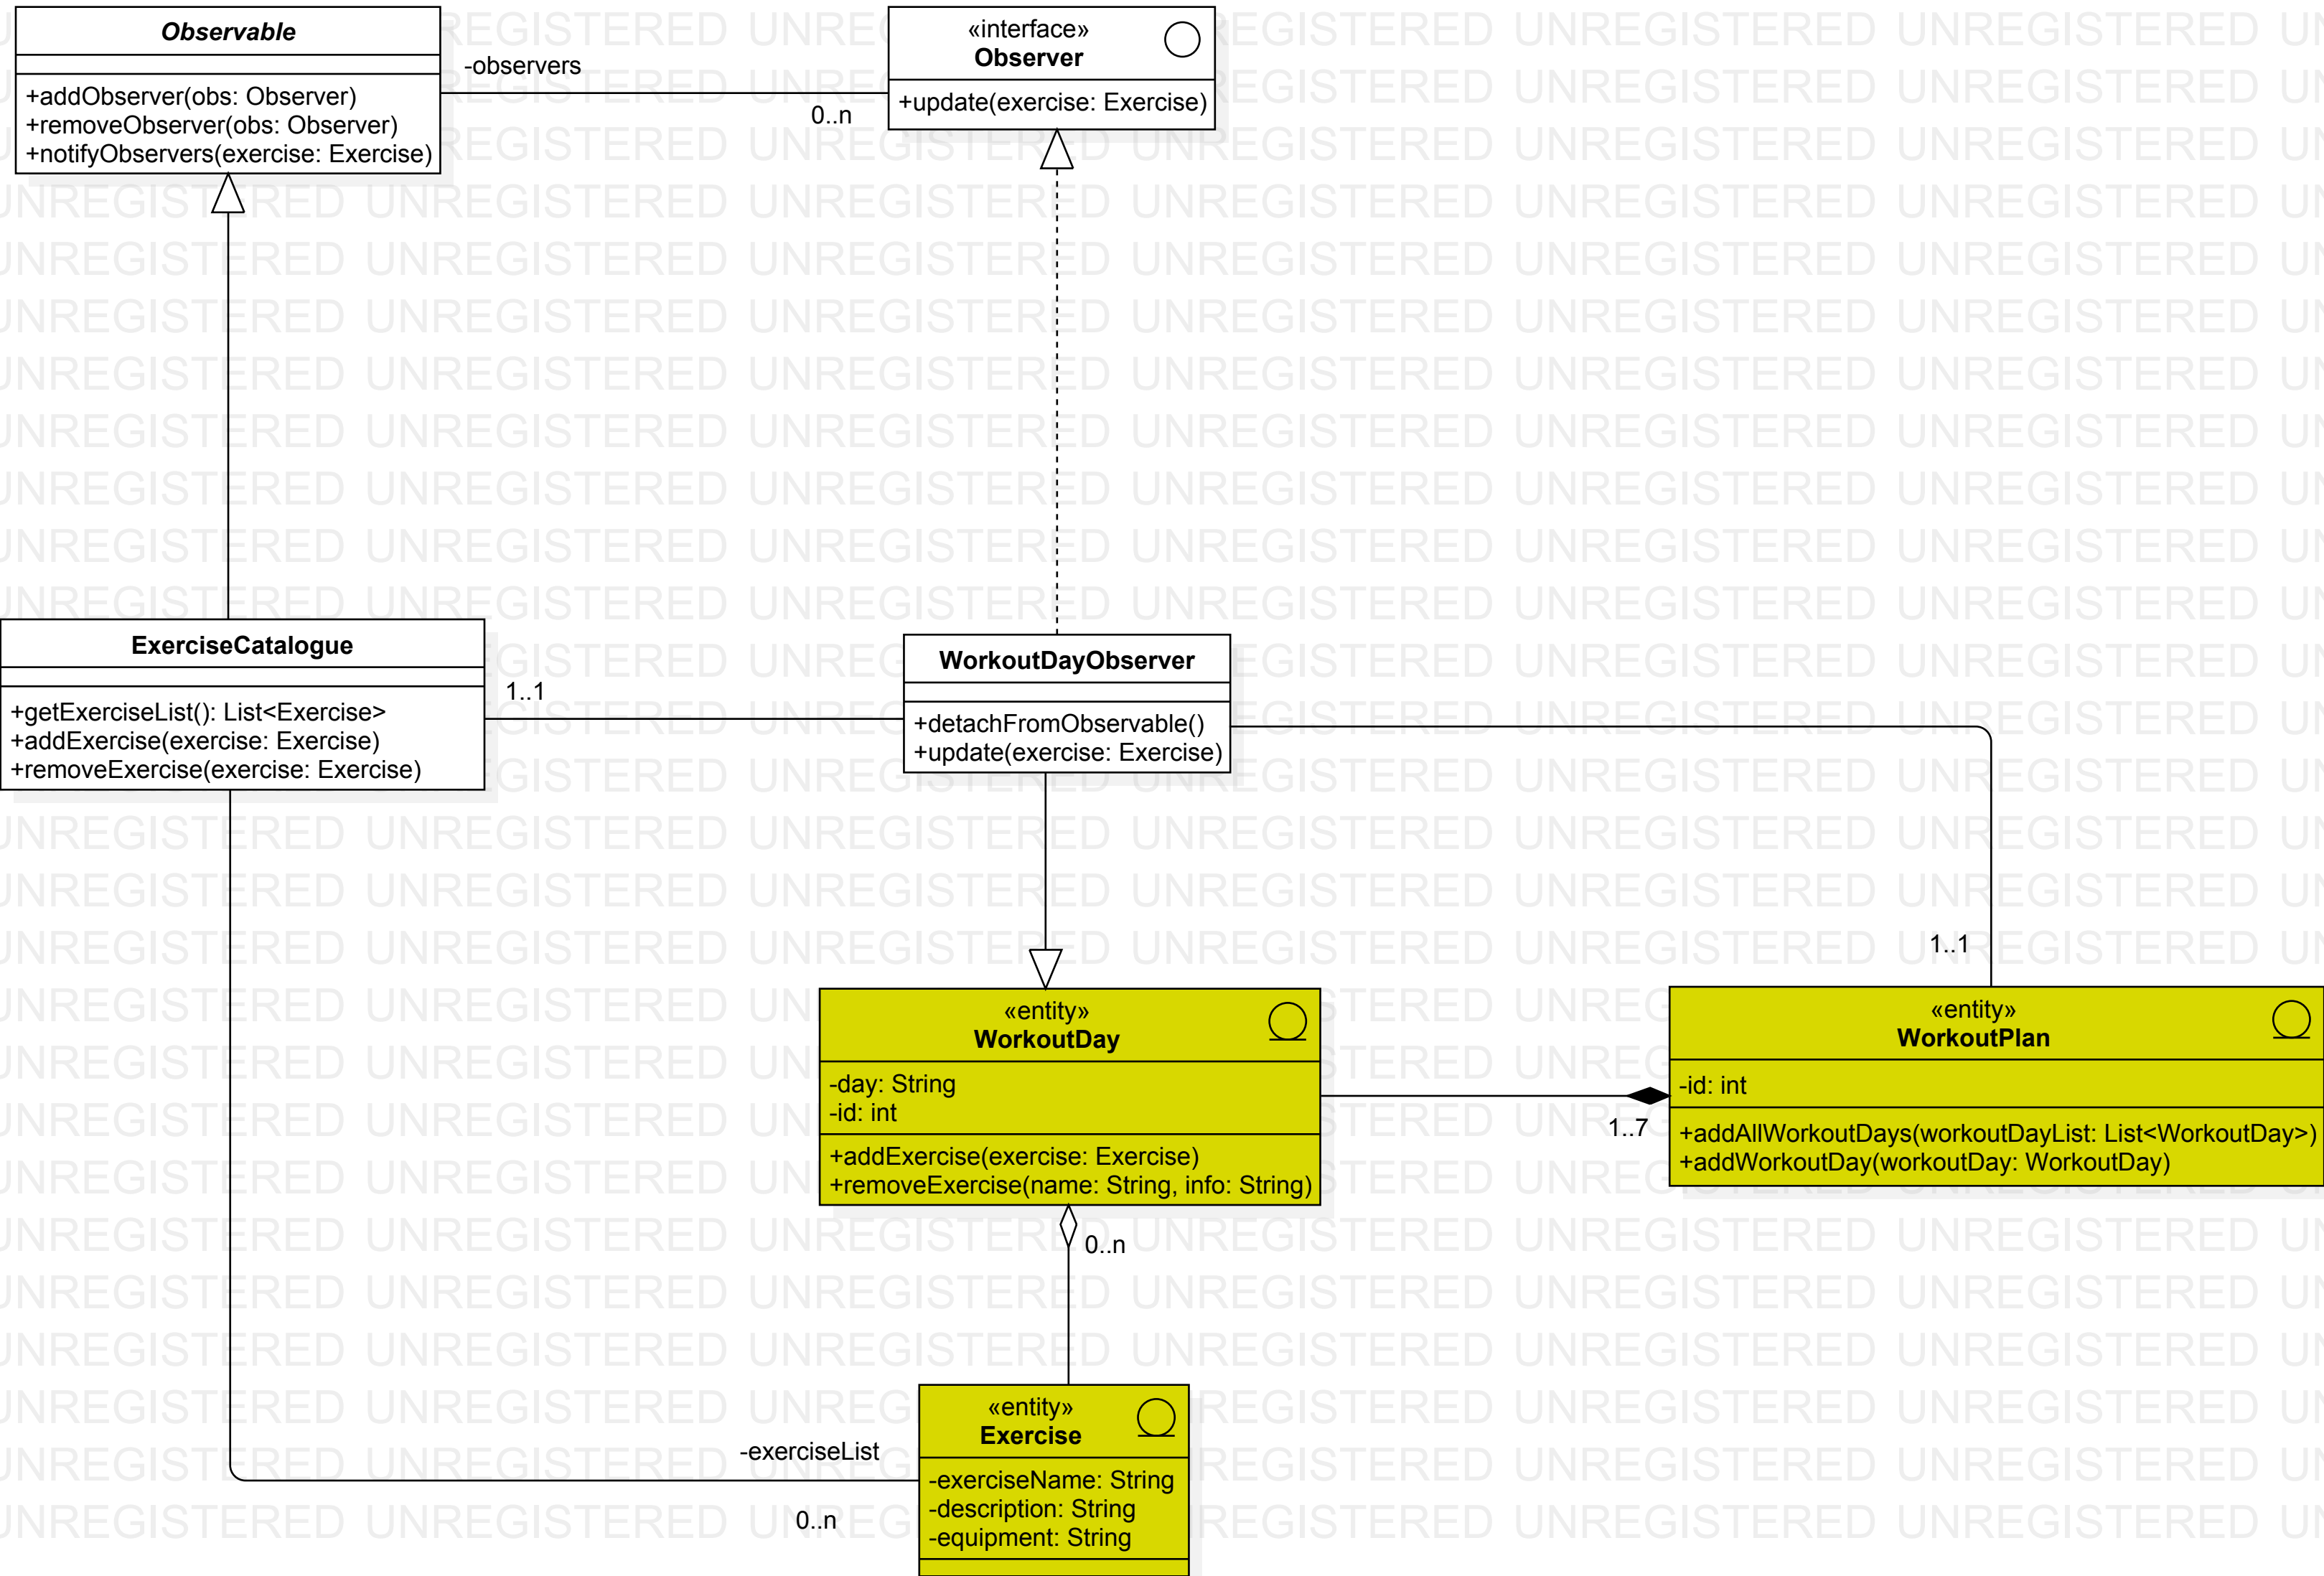 Observable
+addObserver(obs: Observer)
+removeObserver(obs: Observer)
+notifyObservers(exercise: Exercise)
-observers
0..n
«interface»
Observer
+update(exercise: Exercise)
ExerciseCatalogue
+getExerciseList(): List<Exercise>
+addExercise(exercise: Exercise)
+removeExercise(exercise: Exercise)
1..1
WorkoutDayObserver
+detachFromObservable()
+update(exercise: Exercise)
1..1
«entity»
WorkoutDay
-day: String
-id: int
+addExercise(exercise: Exercise)
+removeExercise(name: String, info: String)
1..7
«entity»
WorkoutPlan
-id: int
+addAllWorkoutDays(workoutDayList: List<WorkoutDay>)
+addWorkoutDay(workoutDay: WorkoutDay)
0..n
-exerciseList
0..n
«entity»
Exercise
-exerciseName: String
-description: String
-equipment: String
UNREGISTERED